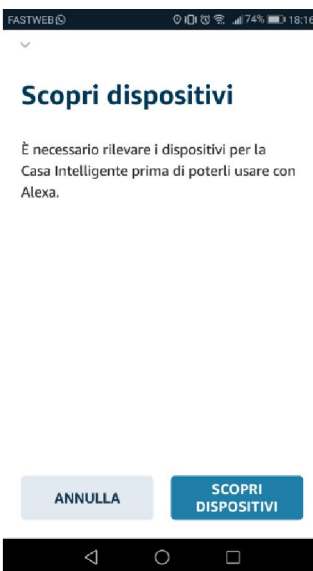 FASTWEB 74% 18:16
Scopri dispositivi
È necessario rilevare i dispositivi per la
Casa Intelligente prima di poterli usare con
Alexa.
ANNULLA
SCOPRI
DISPOSITIVI